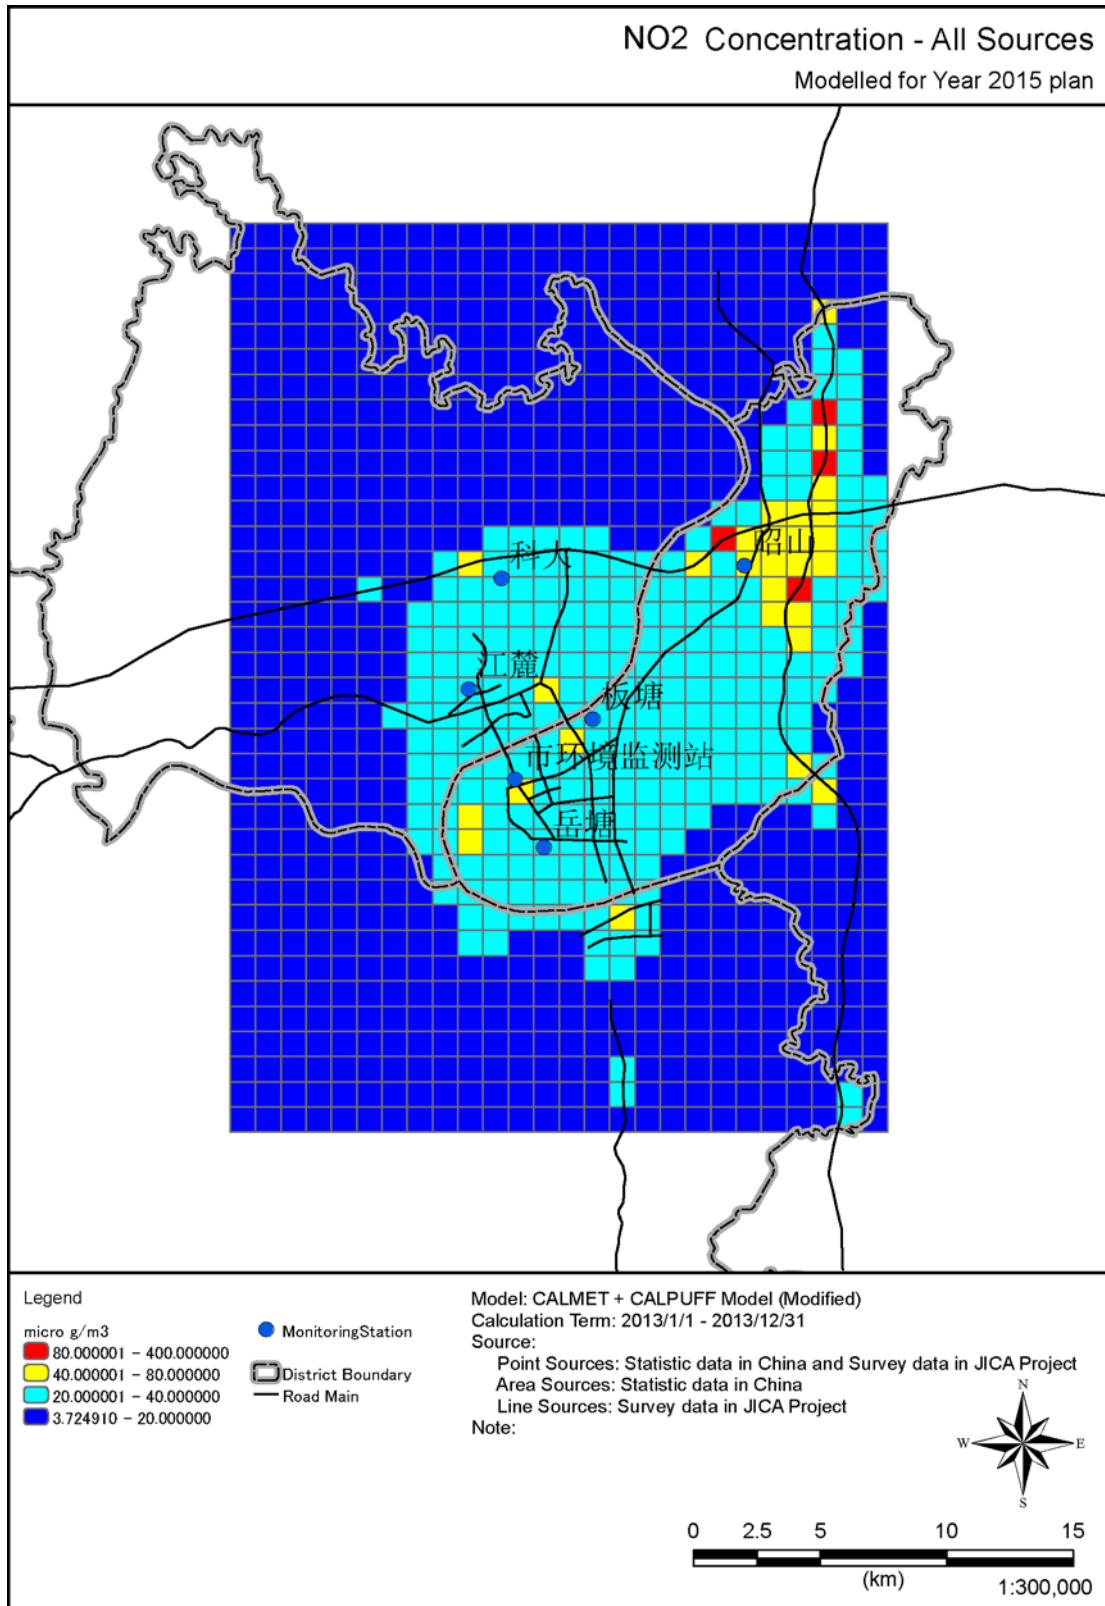 NO2 Concentration - All Sources
Modelled for Year 2015 plan
科大
昭山
江麓
板塘
市环境监测站
岳塘
Legend
micro g/m3
80.000001 - 400.000000
40.000001 - 80.000000
20.000001 - 40.000000
3.724910 - 20.000000
MonitoringStation
District Boundary
Road Main
Model: CALMET + CALPUFF Model (Modified)
Calculation Term: 2013/1/1 - 2013/12/31
Source:
Point Sources: Statistic data in China and Survey data in JICA Project
Area Sources: Statistic data in China
Line Sources: Survey data in JICA Project
Note:
N
W E
S
0 2.5 5 10 15
(km)
1:300,000